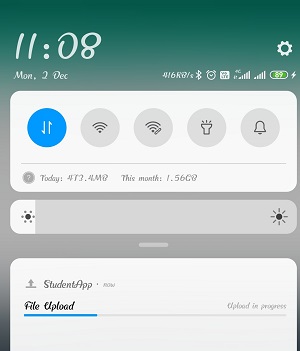 11:08
Mon, 2 Dec
416KB/s 4G 89
Today: 473.4MB This month: 1.56GB
StudentApp · now
File Upload Upload in progress